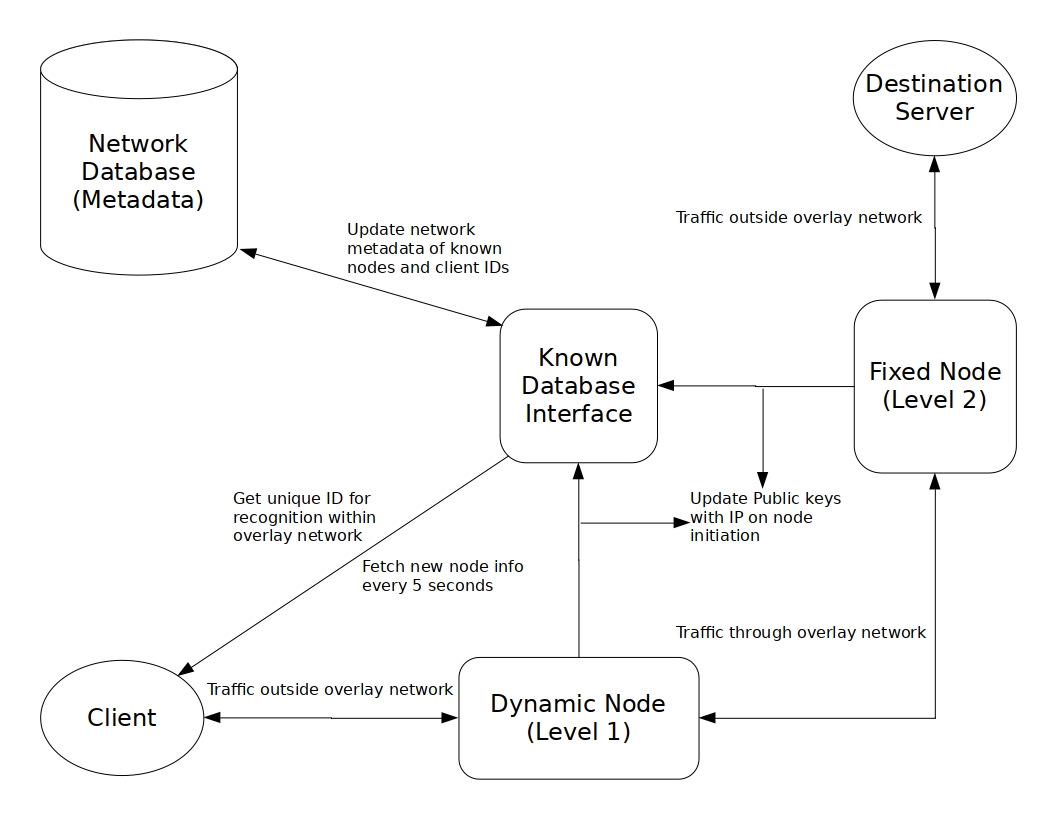 Network
Database
(Metadata)
Destination
Server
Traffic outside overlay network
Update network
metadata of known
nodes and client IDs
Known
Database
Interface
Fixed Node
(Level 2)
Get unique ID for
recognition within
overlay network
Update Public keys
with IP on node
initiation
Fetch new node info
every 5 seconds
Traffic through overlay network
Client
Traffic outside overlay network
Dynamic Node
(Level 1)